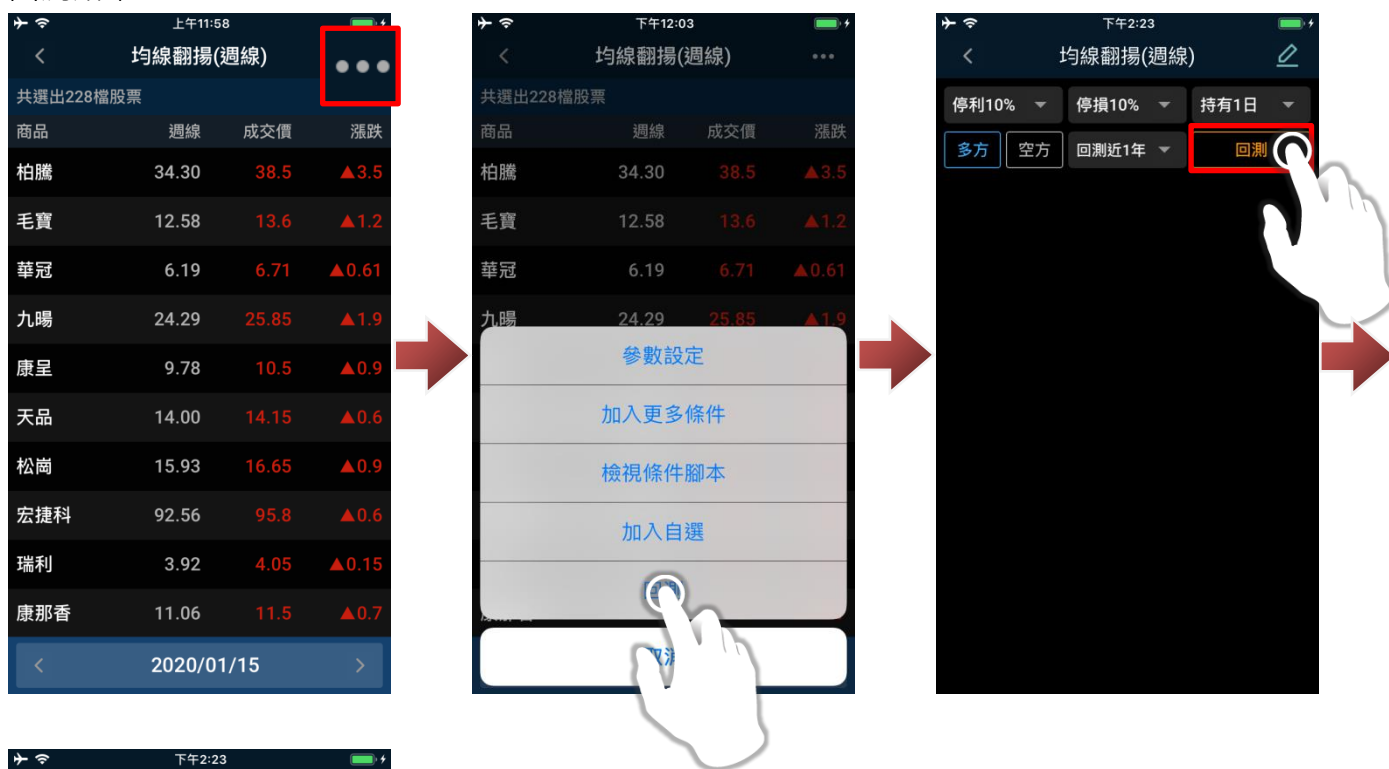 上午11:58
均線翻揚(週線)
共選出228檔股票
商品 週線 成交價 漲跌
柏騰 34.30 38.5 ▲3.5
毛寶 12.58 13.6 ▲1.2
華冠 6.19 6.71 ▲0.61
九暘 24.29 25.85 ▲1.9
康呈 9.78 10.5 ▲0.9
天品 14.00 14.15 ▲0.6
松崗 15.93 16.65 ▲0.9
宏捷科 92.56 95.8 ▲0.6
瑞利 3.92 4.05 ▲0.15
康那香 11.06 11.5 ▲0.7
< 2020/01/15 >
下午12:03
均線翻揚(週線)
共選出228檔股票
商品 週線 成交價 漲跌
柏騰 34.30 38.5 ▲3.5
毛寶 12.58 13.6 ▲1.2
華冠 6.19 6.71 ▲0.61
九暘 24.29 25.85 ▲1.9
參數設定
加入更多條件
檢視條件腳本
加入自選
下午2:23
均線翻揚(週線)
停利10% 停損10% 持有1日
多方 空方 回測近1年 回測
下午2:23